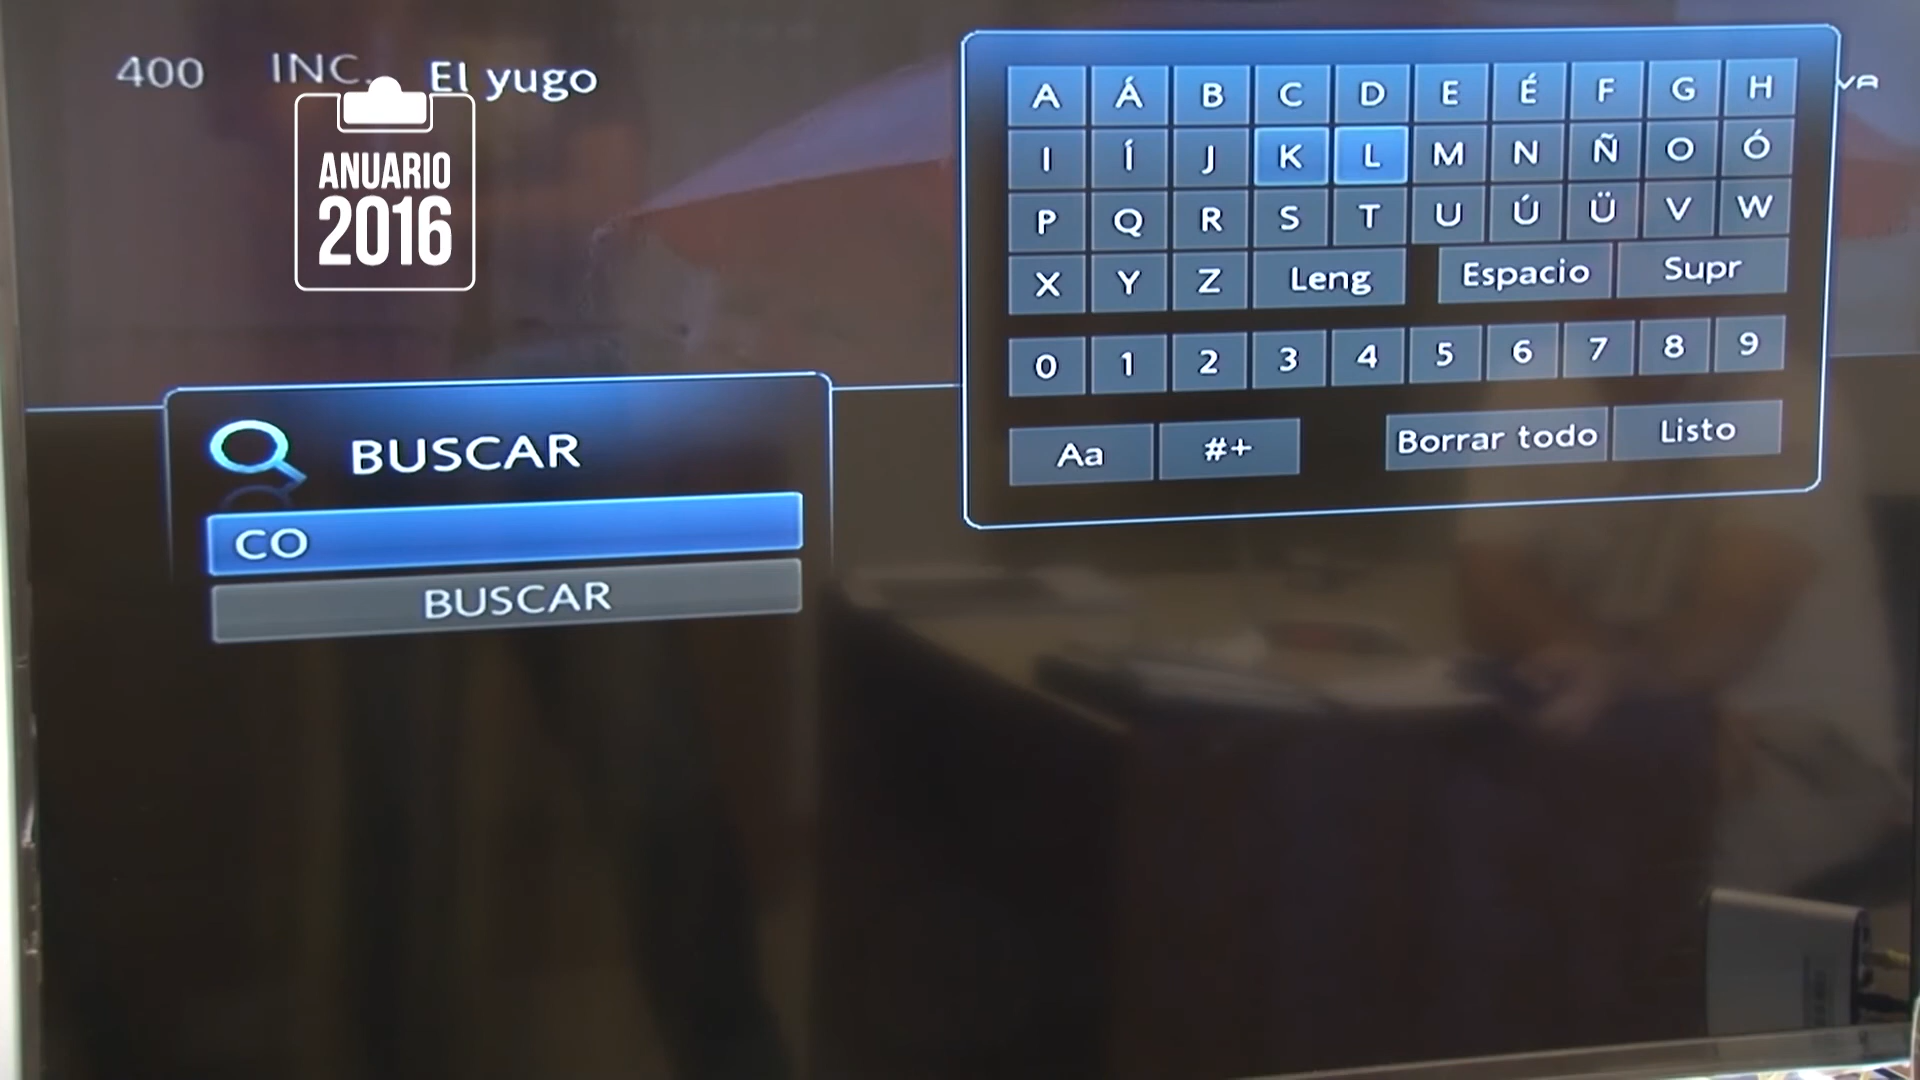 400 INC. El yugo
ANUARIO
2016
A Á B C D E É F G H
I Í J K L M N Ñ O Ó
P Q R S T U Ú Ü V W
X Y Z Leng Espacio Supr
0 1 2 3 4 5 6 7 8 9
Aa #+ Borrar todo Listo
BUSCAR
CO
BUSCAR